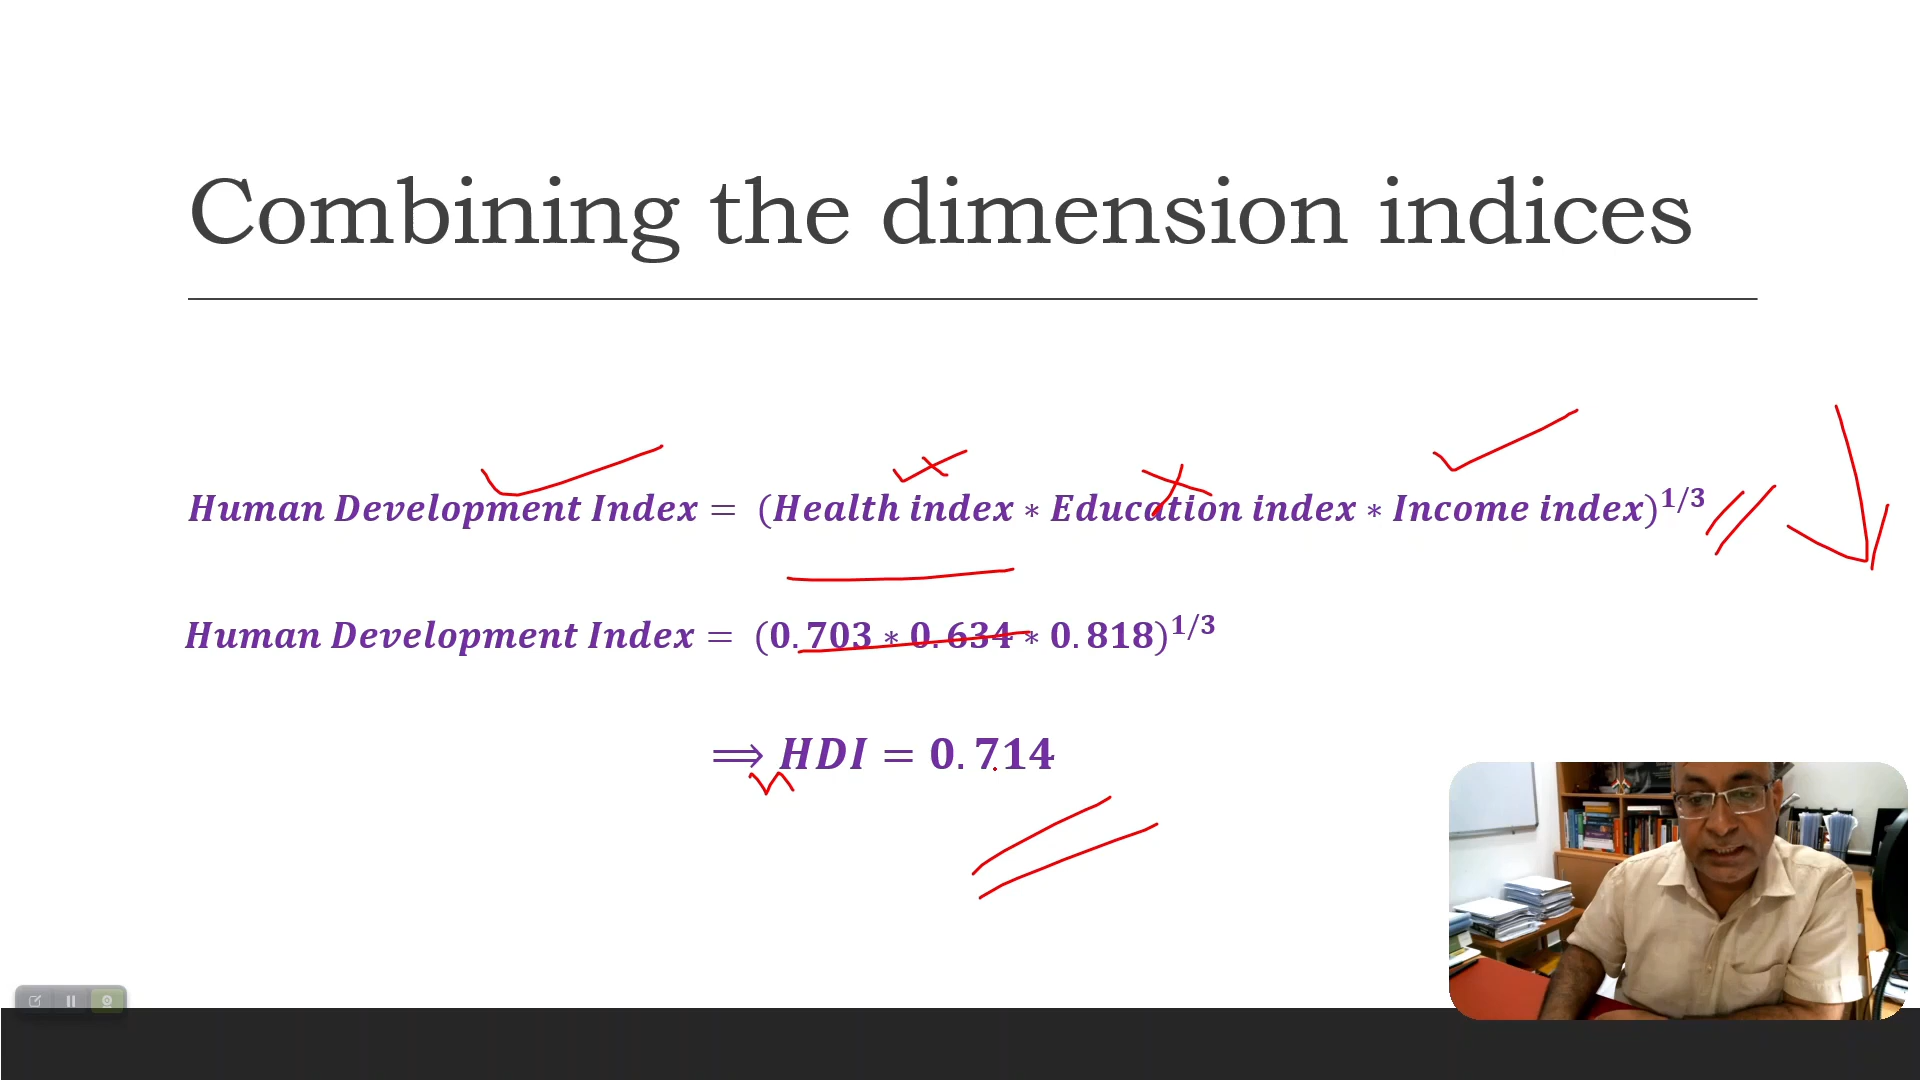 Combining the dimension indices
Human Development Index = (Health index ∗ Education index ∗ Income index)^1/3
Human Development Index = (0.703 ∗ 0.634 ∗ 0.818)^1/3
⟹ HDI = 0.714